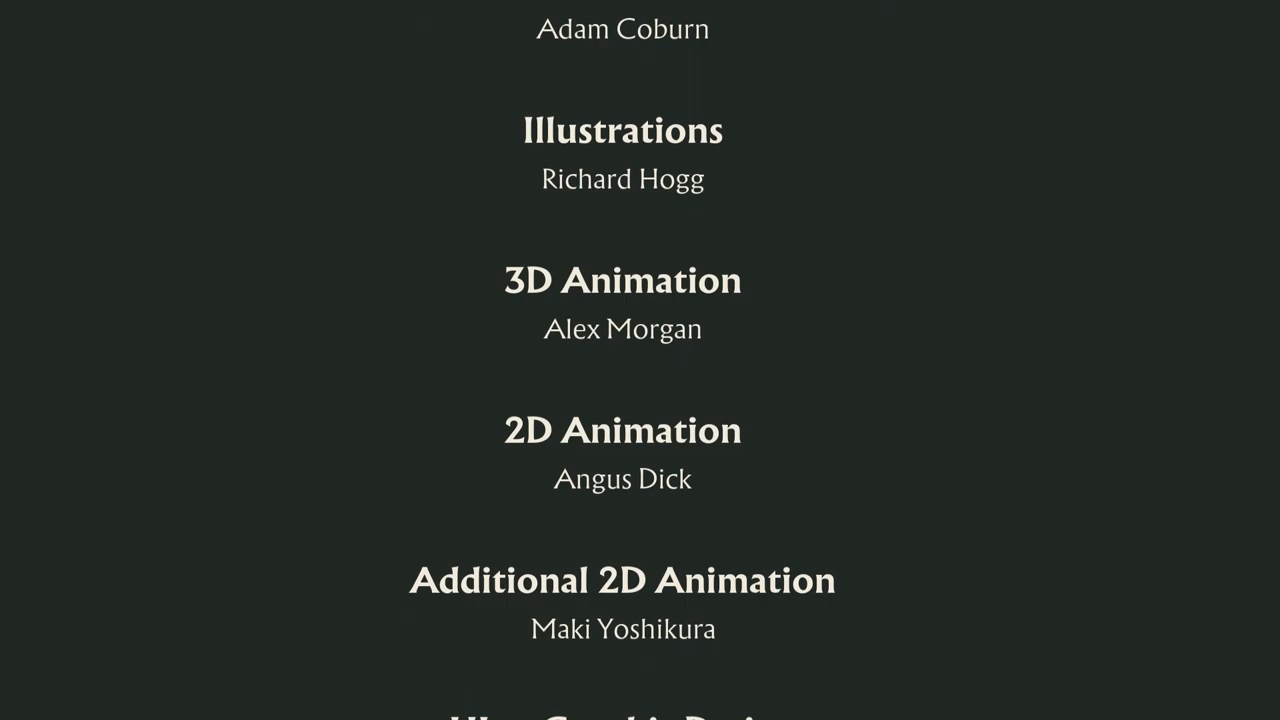 Adam Coburn
Illustrations
Richard Hogg
3D Animation
Alex Morgan
2D Animation
Angus Dick
Additional 2D Animation
Maki Yoshikura